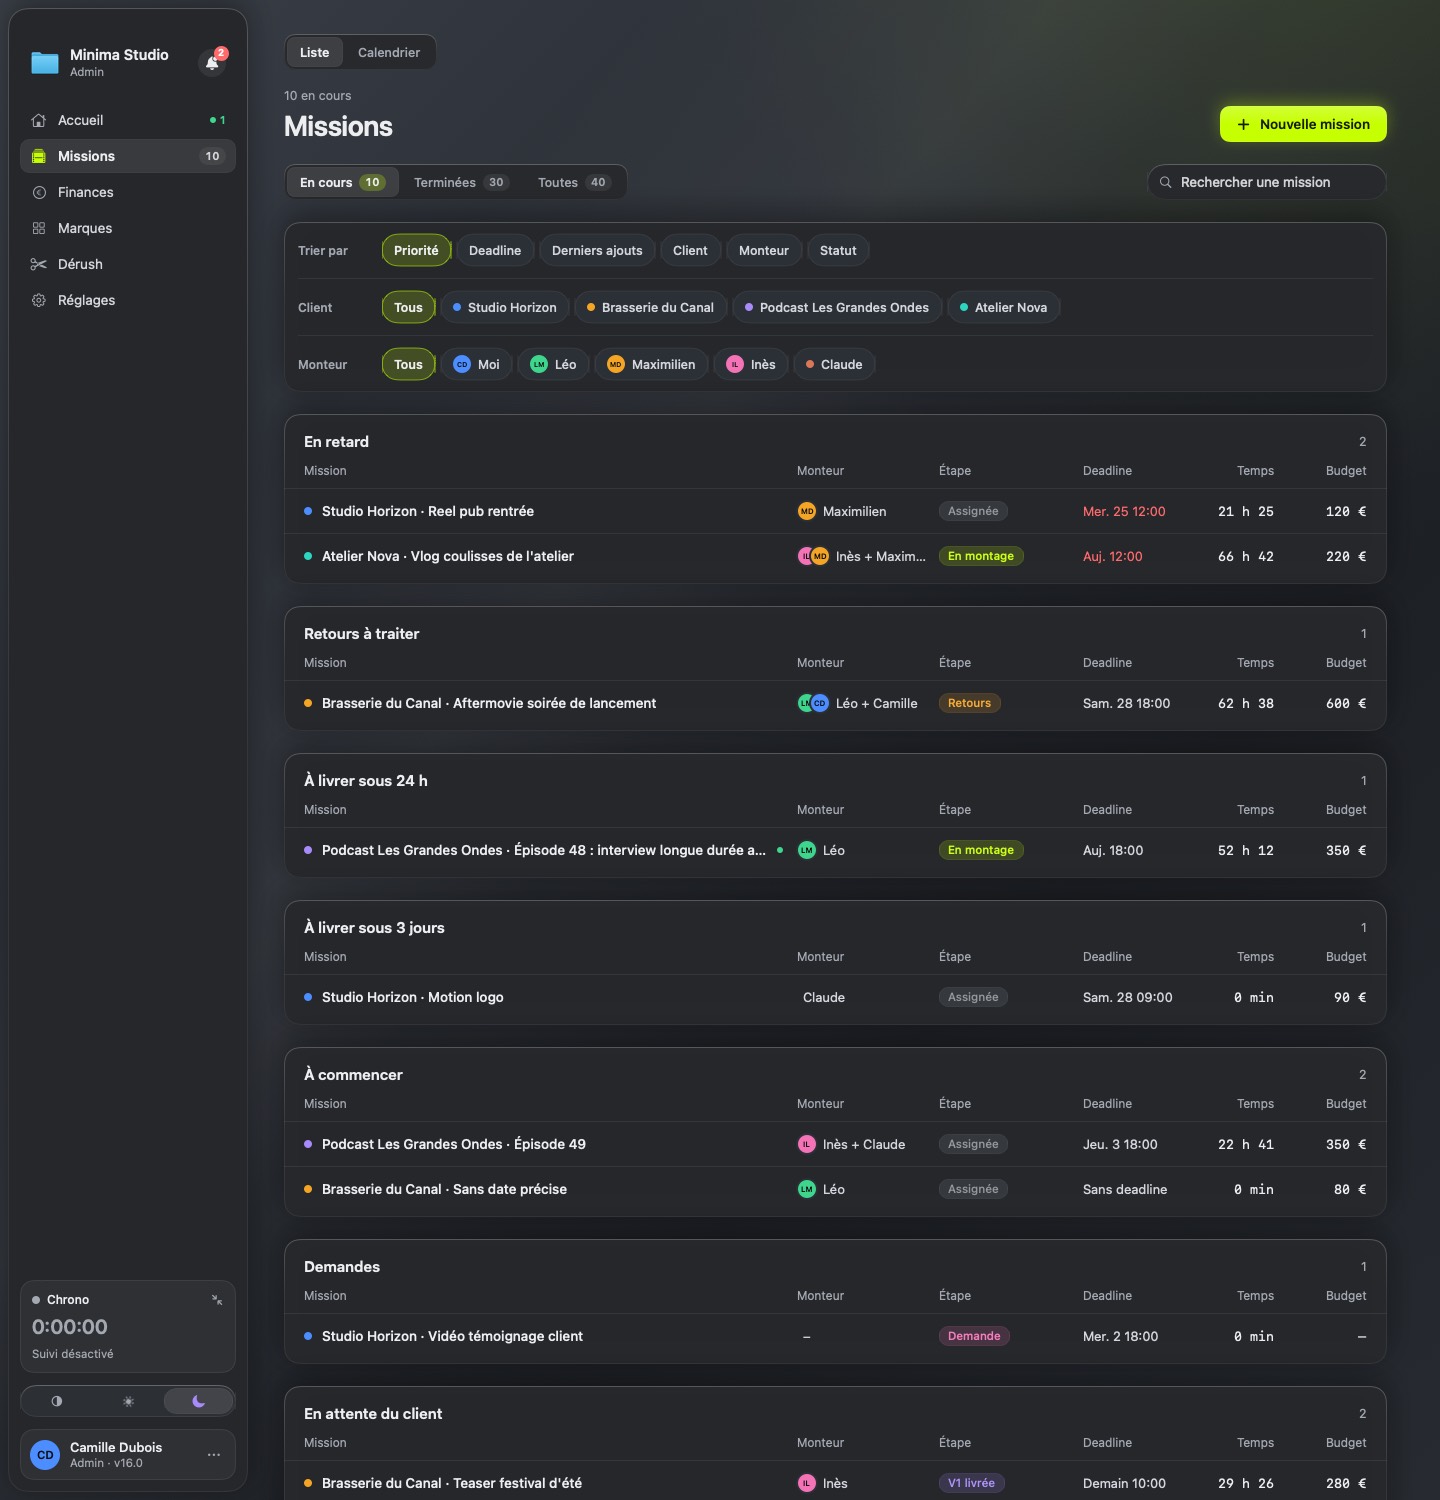 Minima Studio
Admin
2
Accueil 1
Missions 10
Finances
Marques
Dérush
Réglages
Chrono
0:00:00
Suivi désactivé
CD Camille Dubois
Admin · v16.0
Liste Calendrier
10 en cours
Missions
Nouvelle mission
En cours 10 Terminées 30 Toutes 40
Rechercher une mission
Trier par Priorité Deadline Derniers ajouts Client Monteur Statut
Client Tous Studio Horizon Brasserie du Canal Podcast Les Grandes Ondes Atelier Nova
Monteur Tous CD Moi LM Léo MD Maximilien IL Inès Claude
En retard 2
Mission Monteur Étape Deadline Temps Budget
Studio Horizon · Reel pub rentrée MD Maximilien Assignée Mer. 25 12:00 21 h 25 120 €
Atelier Nova · Vlog coulisses de l'atelier IL MD Inès + Maxim... En montage Auj. 12:00 66 h 42 220 €
Retours à traiter 1
Mission Monteur Étape Deadline Temps Budget
Brasserie du Canal · Aftermovie soirée de lancement LM CD Léo + Camille Retours Sam. 28 18:00 62 h 38 600 €
À livrer sous 24 h 1
Mission Monteur Étape Deadline Temps Budget
Podcast Les Grandes Ondes · Épisode 48 : interview longue durée a... LM Léo En montage Auj. 18:00 52 h 12 350 €
À livrer sous 3 jours 1
Mission Monteur Étape Deadline Temps Budget
Studio Horizon · Motion logo Claude Assignée Sam. 28 09:00 0 min 90 €
À commencer 2
Mission Monteur Étape Deadline Temps Budget
Podcast Les Grandes Ondes · Épisode 49 IL Inès + Claude Assignée Jeu. 3 18:00 22 h 41 350 €
Brasserie du Canal · Sans date précise LM Léo Assignée Sans deadline 0 min 80 €
Demandes 1
Mission Monteur Étape Deadline Temps Budget
Studio Horizon · Vidéo témoignage client – Demande Mer. 2 18:00 0 min —
En attente du client 2
Mission Monteur Étape Deadline Temps Budget
Brasserie du Canal · Teaser festival d'été IL Inès V1 livrée Demain 10:00 29 h 26 280 €